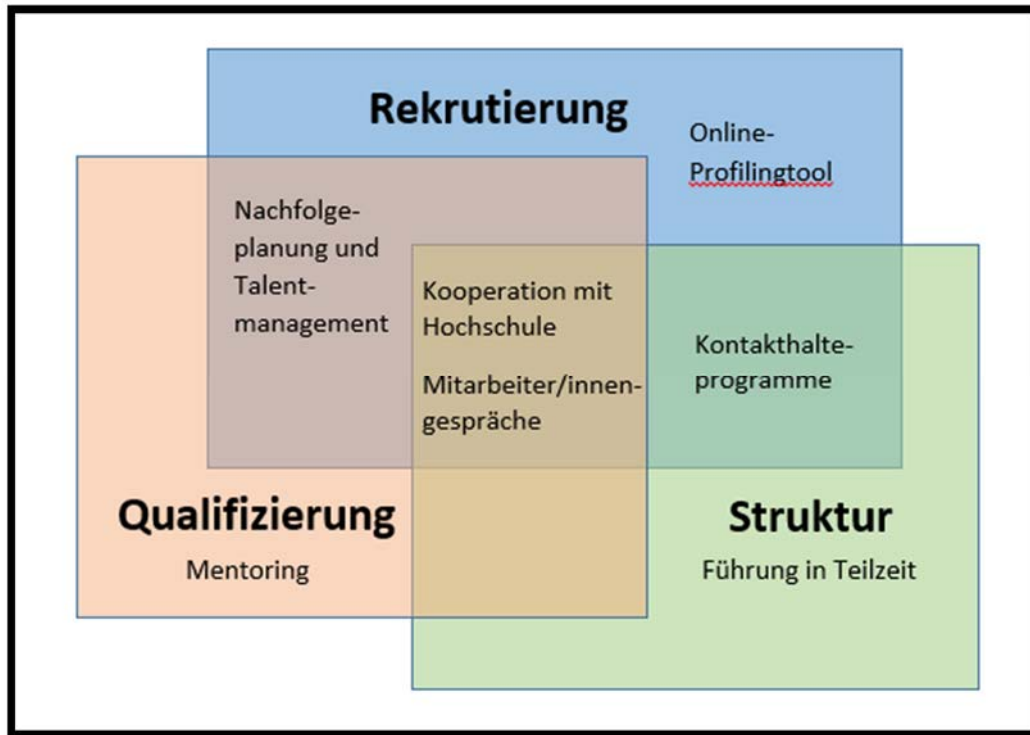 Rekrutierung
Online-
Profilingtool
Nachfolge-
planung und
Talent-
management
Kooperation mit
Hochschule
Mitarbeiter/innen-
gespräche
Kontakthalte-
programme
Qualifizierung
Mentoring
Struktur
Führung in Teilzeit